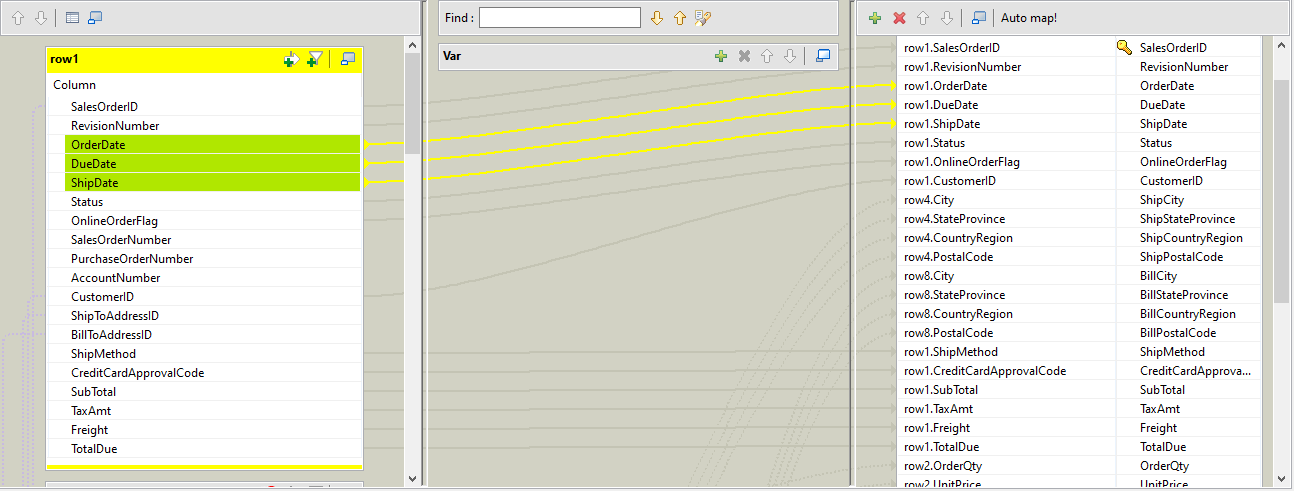 Find :
Auto map!
row1
Var
Column
SalesOrderID
RevisionNumber
OrderDate
DueDate
ShipDate
Status
OnlineOrderFlag
SalesOrderNumber
PurchaseOrderNumber
AccountNumber
CustomerID
ShipToAddressID
BillToAddressID
ShipMethod
CreditCardApprovalCode
SubTotal
TaxAmt
Freight
TotalDue
row1.SalesOrderID SalesOrderID
row1.RevisionNumber RevisionNumber
row1.OrderDate OrderDate
row1.DueDate DueDate
row1.ShipDate ShipDate
row1.Status Status
row1.OnlineOrderFlag OnlineOrderFlag
row1.CustomerID CustomerID
row4.City ShipCity
row4.StateProvince ShipStateProvince
row4.CountryRegion ShipCountryRegion
row4.PostalCode ShipPostalCode
row8.City BillCity
row8.StateProvince BillStateProvince
row8.CountryRegion BillCountryRegion
row8.PostalCode BillPostalCode
row1.ShipMethod ShipMethod
row1.CreditCardApprovalCode CreditCardApprova...
row1.SubTotal SubTotal
row1.TaxAmt TaxAmt
row1.Freight Freight
row1.TotalDue TotalDue
row2.OrderQty OrderQty
row2.UnitPrice UnitPrice